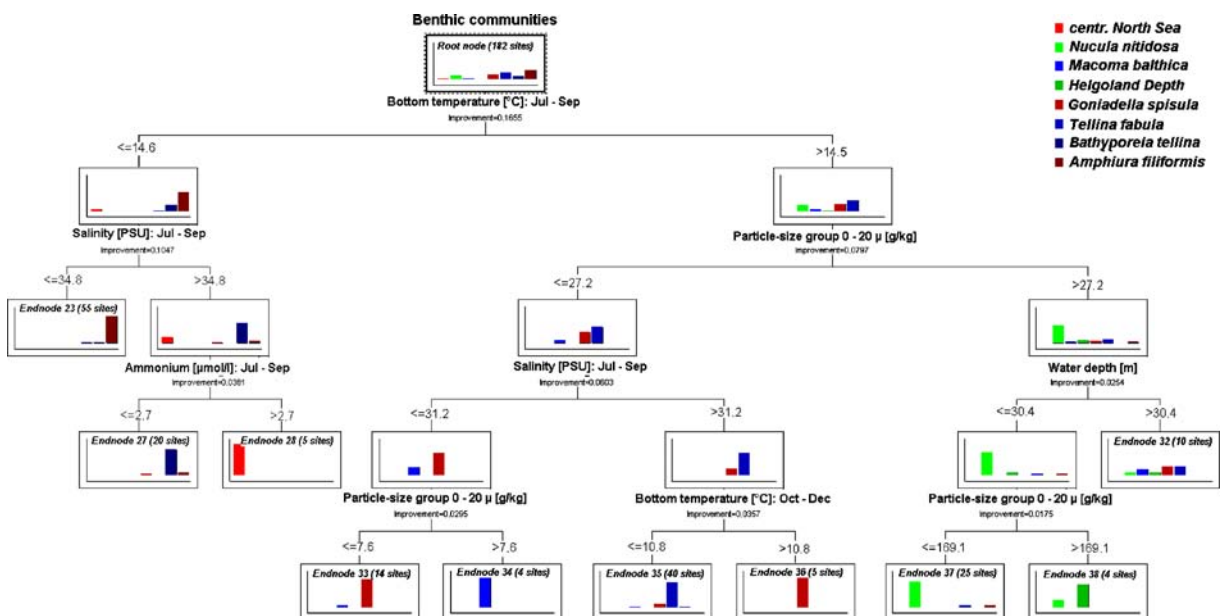 Benthic communities
Root node (182 sites)
Bottom temperature [°C]: Jul - Sep
Improvement=0.1655
centr. North Sea
Nucula nitidosa
Macoma balthica
Helgoland Depth
Goniadella spisula
Tellina fabula
Bathyporeia tellina
Amphiura filiformis
<=14.6
>14.5
Salinity [PSU]: Jul - Sep
Improvement=0.1047
Particle-size group 0 - 20 µ [g/kg]
Improvement=0.0797
<=34.8
>34.8
<=27.2
>27.2
Endnode 23 (55 sites)
Ammonium [µmol/l]: Jul - Sep
Improvement=0.0381
Salinity [PSU]: Jul - Sep
Improvement=0.0603
Water depth [m]
Improvement=0.0254
<=2.7
>2.7
<=31.2
>31.2
<=30.4
>30.4
Endnode 27 (20 sites)
Endnode 28 (5 sites)
Endnode 32 (10 sites)
Particle-size group 0 - 20 µ [g/kg]
Improvement=0.0295
Bottom temperature [°C]: Oct - Dec
Improvement=0.0357
Particle-size group 0 - 20 µ [g/kg]
Improvement=0.0175
<=7.6
>7.6
<=10.8
>10.8
<=169.1
>169.1
Endnode 33 (14 sites)
Endnode 34 (4 sites)
Endnode 35 (40 sites)
Endnode 36 (5 sites)
Endnode 37 (25 sites)
Endnode 38 (4 sites)